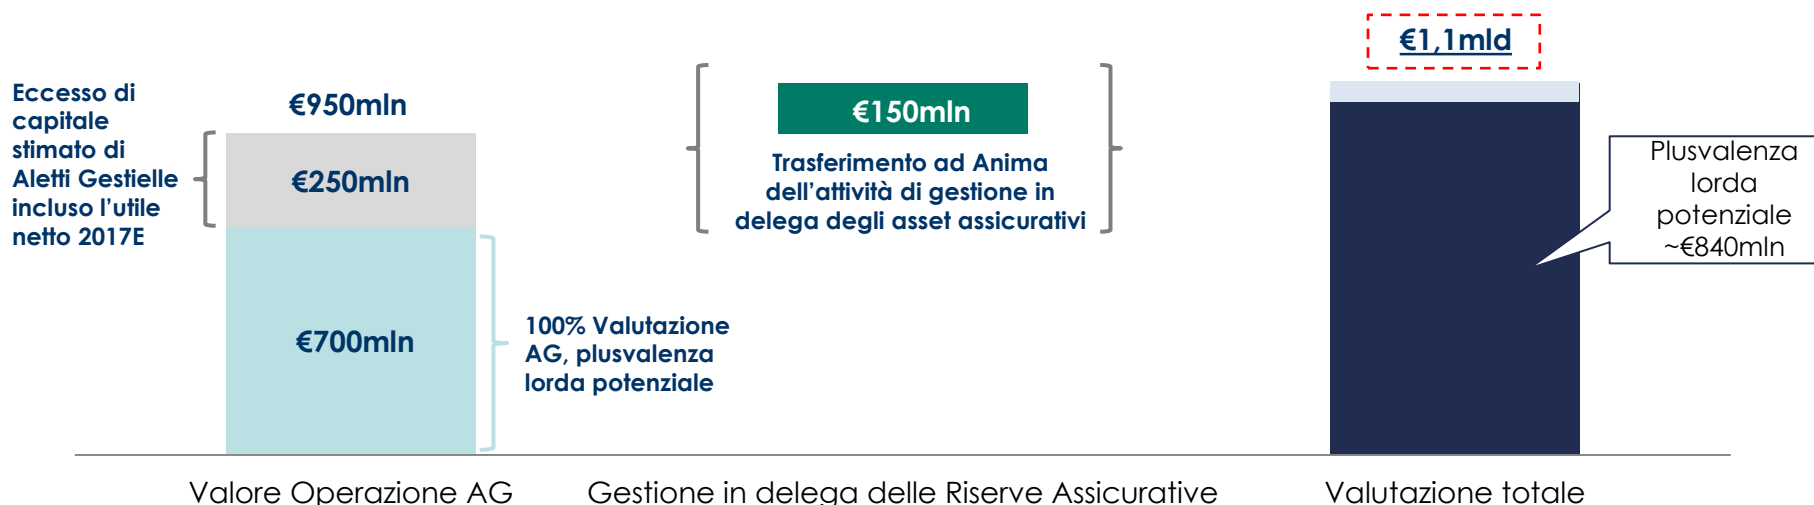 Eccesso di
capitale
stimato di
Aletti Gestielle
incluso l'utile
netto 2017E
€950mln
€250mln
€700mln
100% Valutazione
AG, plusvalenza
lorda potenziale
€150mln
Trasferimento ad Anima
dell'attività di gestione in
delega degli asset assicurativi
€1,1mld
Plusvalenza
lorda
potenziale
~€840mln
Valore Operazione AG
Gestione in delega delle Riserve Assicurative
Valutazione totale